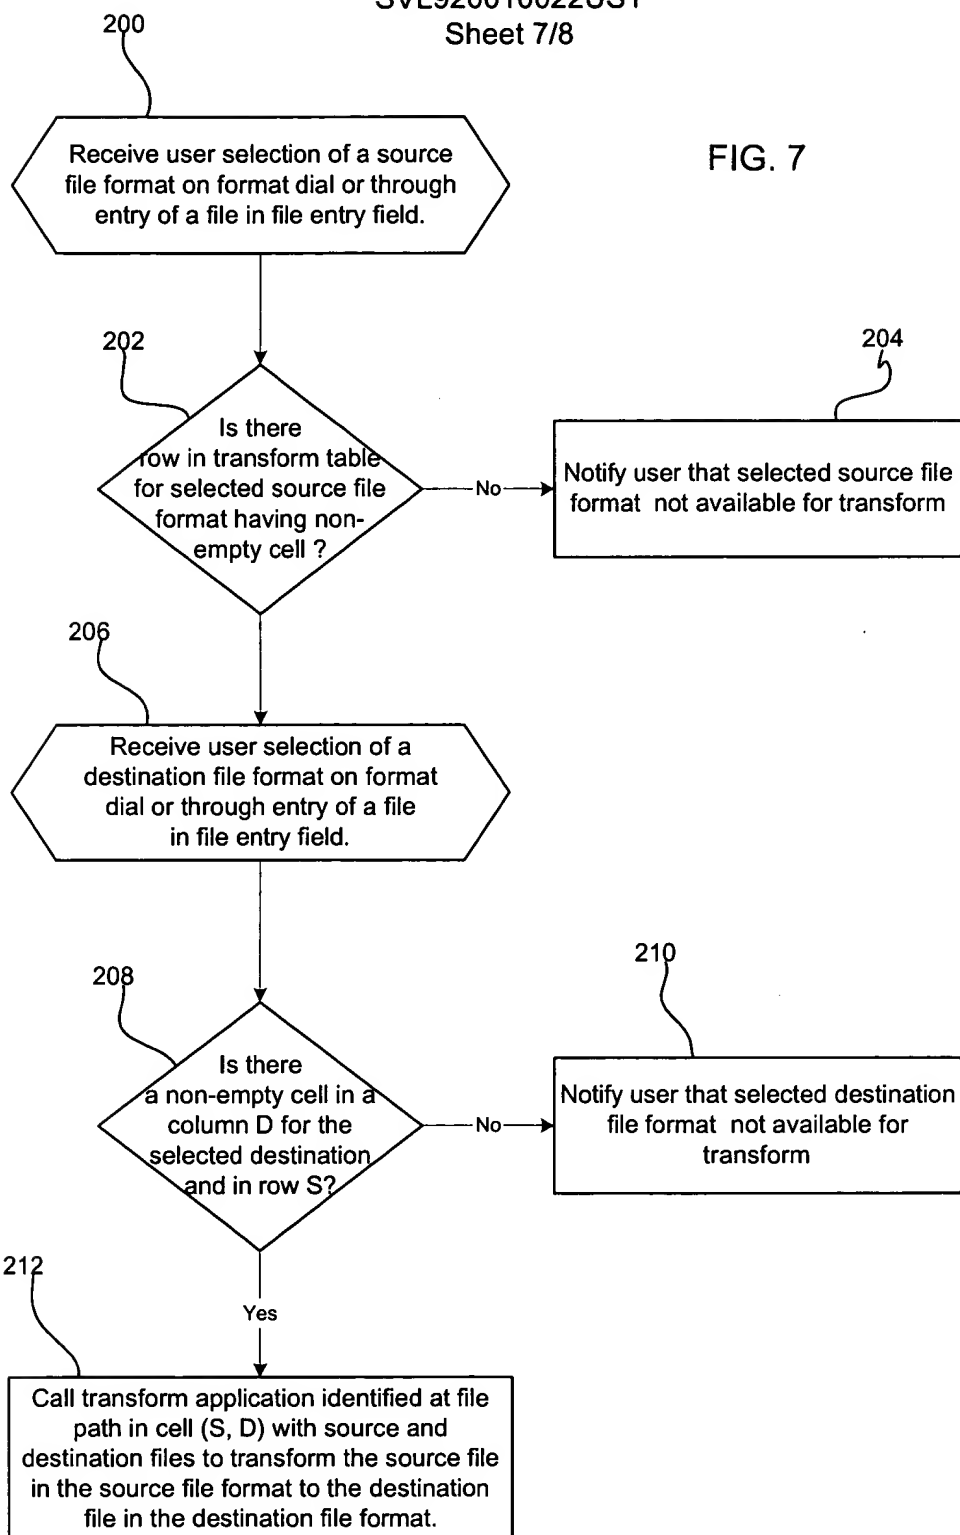 SVL920010022US1
Sheet 7/8
200
FIG. 7
Receive user selection of a source
file format on format dial or through
entry of a file in file entry field.
202
204
Is there
row in transform table
for selected source file
format having non-
empty cell ?
No
Notify user that selected source file
format not available for transform
206
Receive user selection of a
destination file format on format
dial or through entry of a file
in file entry field.
208
210
Is there
a non-empty cell in a
column D for the
selected destination
and in row S?
No
Notify user that selected destination
file format not available for
transform
212
Yes
Call transform application identified at file
path in cell (S, D) with source and
destination files to transform the source file
in the source file format to the destination
file in the destination file format.